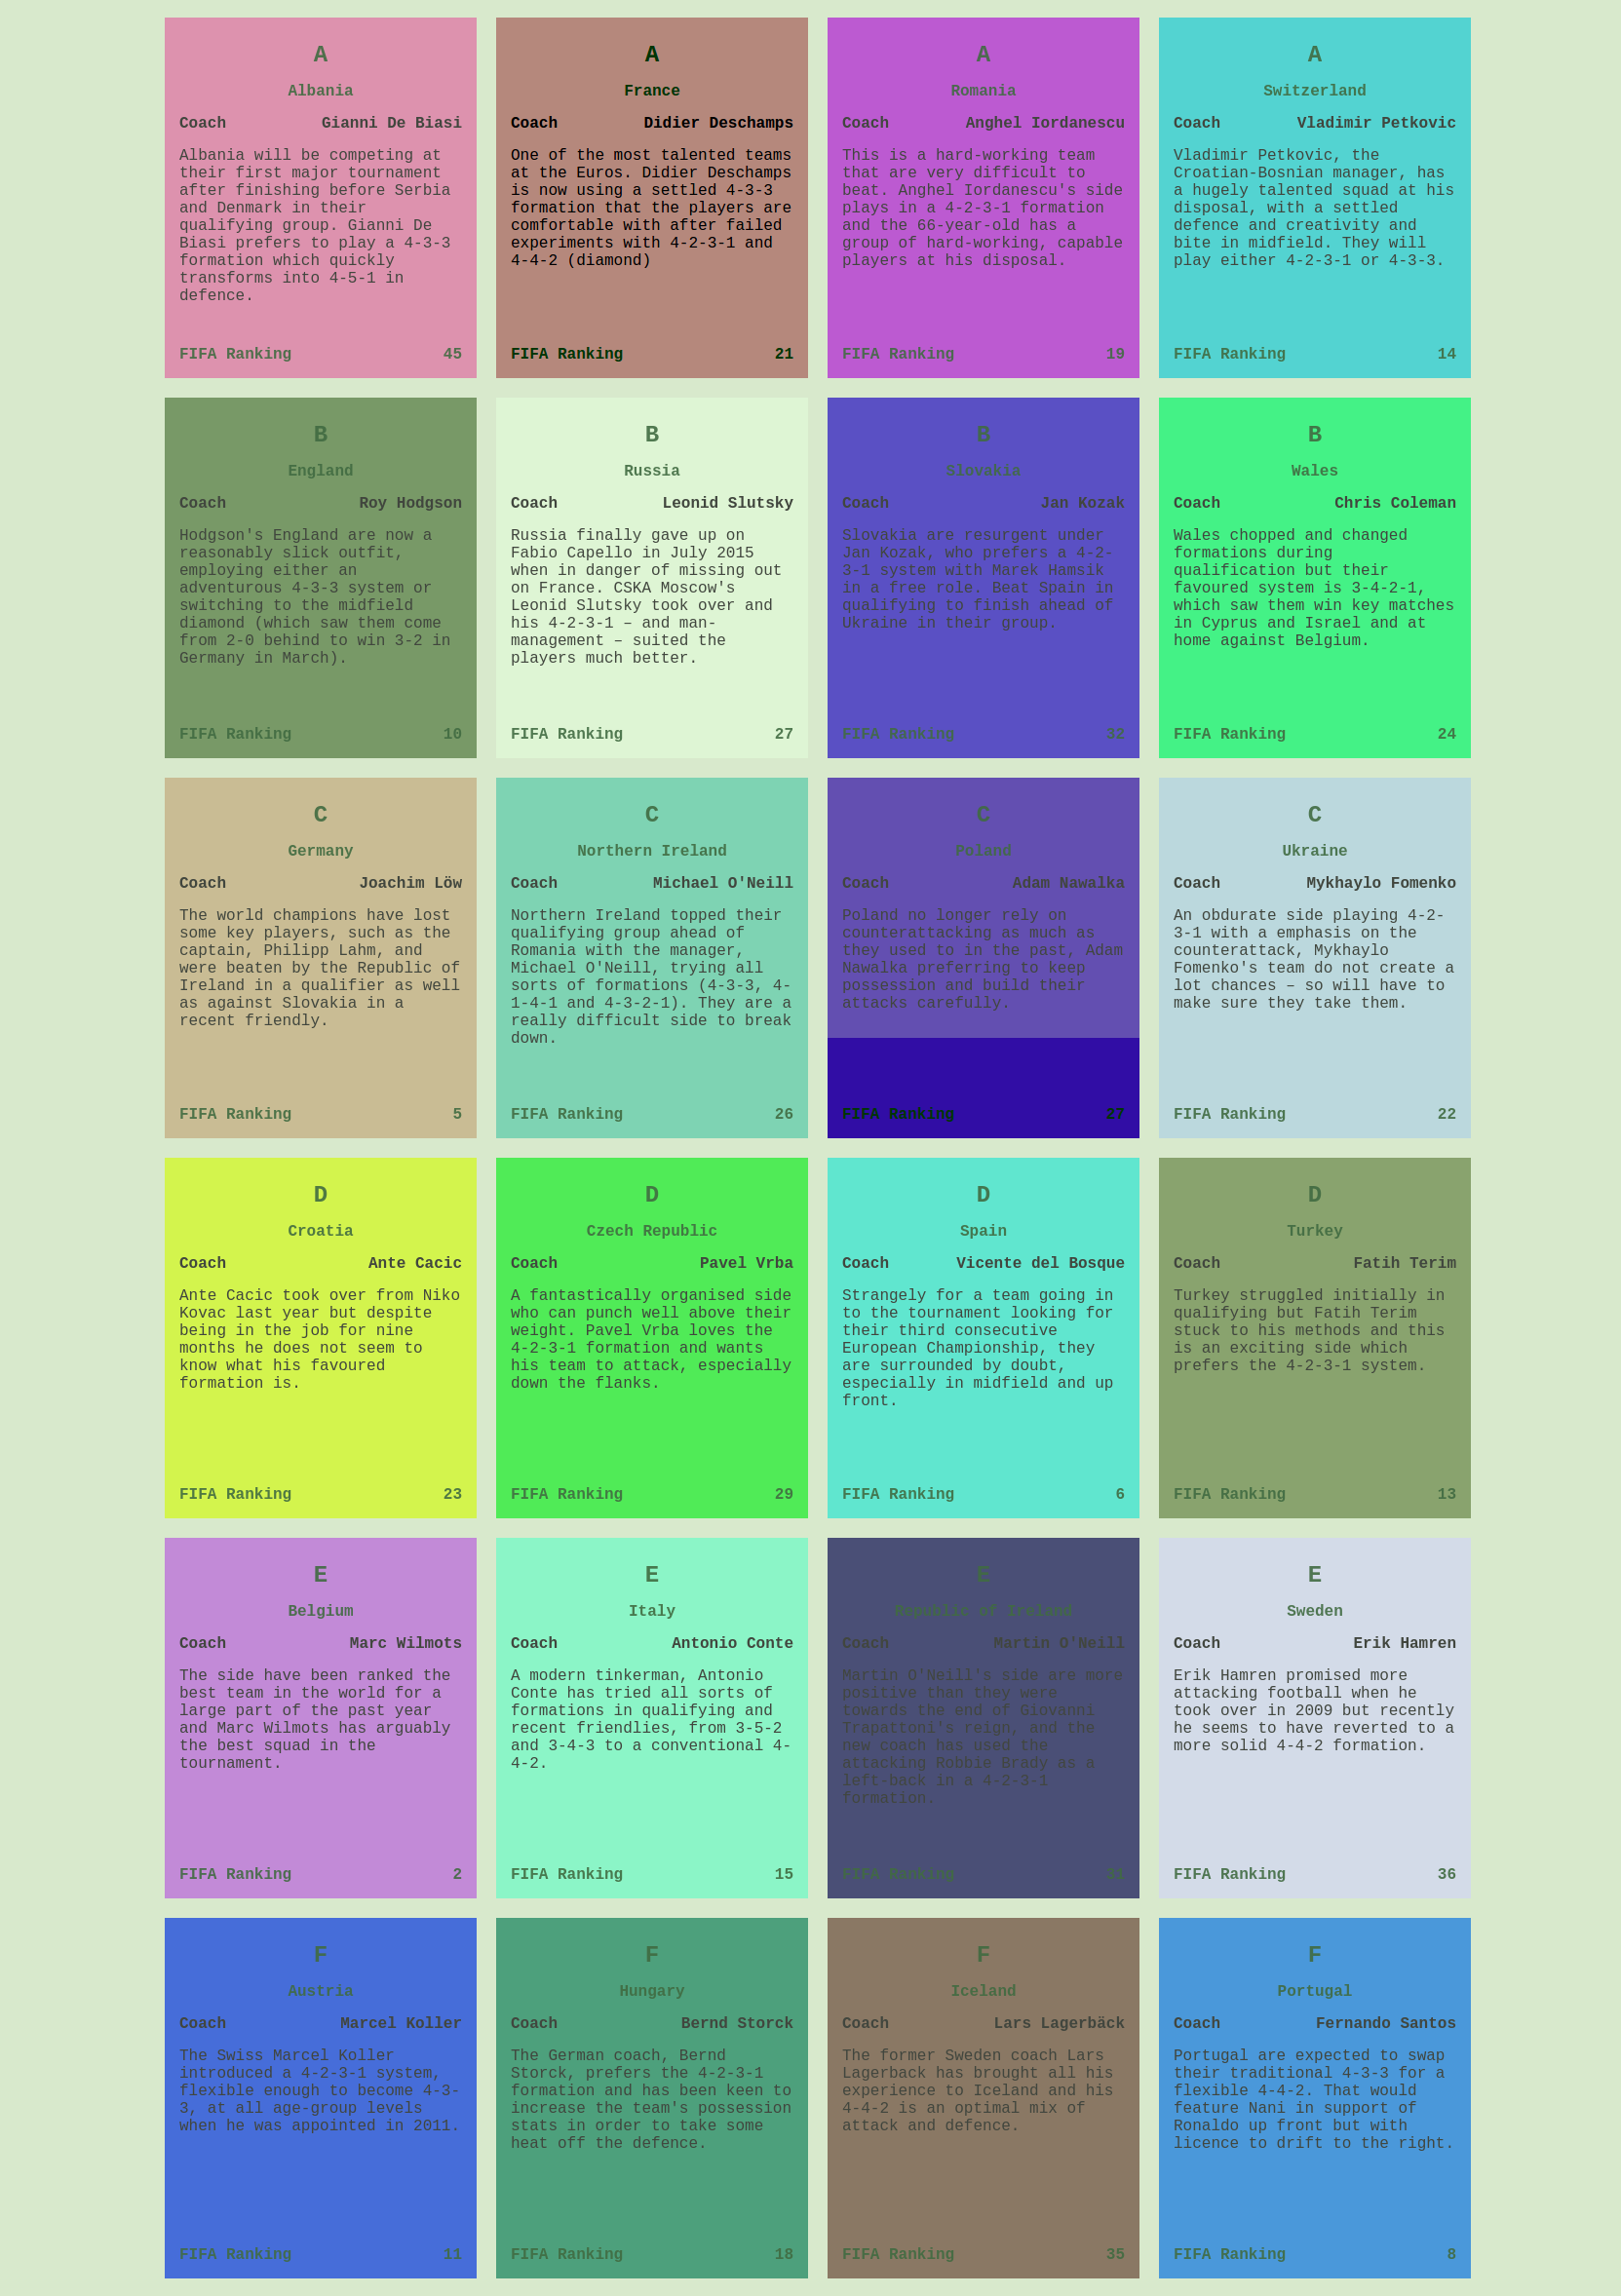 A
Albania
Coach Gianni De Biasi
Albania will be competing at
their first major tournament
after finishing before Serbia
and Denmark in their
qualifying group. Gianni De
Biasi prefers to play a 4-3-3
formation which quickly
transforms into 4-5-1 in
defence.
FIFA Ranking 45
A
France
Coach Didier Deschamps
One of the most talented teams
at the Euros. Didier Deschamps
is now using a settled 4-3-3
formation that the players are
comfortable with after failed
experiments with 4-2-3-1 and
4-4-2 (diamond)
FIFA Ranking 21
A
Romania
Coach Anghel Iordanescu
This is a hard-working team
that are very difficult to
beat. Anghel Iordanescu's side
plays in a 4-2-3-1 formation
and the 66-year-old has a
group of hard-working, capable
players at his disposal.
FIFA Ranking 19
A
Switzerland
Coach Vladimir Petkovic
Vladimir Petkovic, the
Croatian-Bosnian manager, has
a hugely talented squad at his
disposal, with a settled
defence and creativity and
bite in midfield. They will
play either 4-2-3-1 or 4-3-3.
FIFA Ranking 14
B
England
Coach Roy Hodgson
Hodgson's England are now a
reasonably slick outfit,
employing either an
adventurous 4-3-3 system or
switching to the midfield
diamond (which saw them come
from 2-0 behind to win 3-2 in
Germany in March).
FIFA Ranking 10
B
Russia
Coach Leonid Slutsky
Russia finally gave up on
Fabio Capello in July 2015
when in danger of missing out
on France. CSKA Moscow's
Leonid Slutsky took over and
his 4-2-3-1 – and man-
management – suited the
players much better.
FIFA Ranking 27
B
Slovakia
Coach Jan Kozak
Slovakia are resurgent under
Jan Kozak, who prefers a 4-2-
3-1 system with Marek Hamsik
in a free role. Beat Spain in
qualifying to finish ahead of
Ukraine in their group.
FIFA Ranking 32
B
Wales
Coach Chris Coleman
Wales chopped and changed
formations during
qualification but their
favoured system is 3-4-2-1,
which saw them win key matches
in Cyprus and Israel and at
home against Belgium.
FIFA Ranking 24
C
Germany
Coach Joachim Löw
The world champions have lost
some key players, such as the
captain, Philipp Lahm, and
were beaten by the Republic of
Ireland in a qualifier as well
as against Slovakia in a
recent friendly.
FIFA Ranking 5
C
Northern Ireland
Coach Michael O'Neill
Northern Ireland topped their
qualifying group ahead of
Romania with the manager,
Michael O'Neill, trying all
sorts of formations (4-3-3, 4-
1-4-1 and 4-3-2-1). They are a
really difficult side to break
down.
FIFA Ranking 26
C
Poland
Coach Adam Nawalka
Poland no longer rely on
counterattacking as much as
they used to in the past, Adam
Nawalka preferring to keep
possession and build their
attacks carefully.
FIFA Ranking 27
C
Ukraine
Coach Mykhaylo Fomenko
An obdurate side playing 4-2-
3-1 with a emphasis on the
counterattack, Mykhaylo
Fomenko's team do not create a
lot chances – so will have to
make sure they take them.
FIFA Ranking 22
D
Croatia
Coach Ante Cacic
Ante Cacic took over from Niko
Kovac last year but despite
being in the job for nine
months he does not seem to
know what his favoured
formation is.
FIFA Ranking 23
D
Czech Republic
Coach Pavel Vrba
A fantastically organised side
who can punch well above their
weight. Pavel Vrba loves the
4-2-3-1 formation and wants
his team to attack, especially
down the flanks.
FIFA Ranking 29
D
Spain
Coach Vicente del Bosque
Strangely for a team going in
to the tournament looking for
their third consecutive
European Championship, they
are surrounded by doubt,
especially in midfield and up
front.
FIFA Ranking 6
D
Turkey
Coach Fatih Terim
Turkey struggled initially in
qualifying but Fatih Terim
stuck to his methods and this
is an exciting side which
prefers the 4-2-3-1 system.
FIFA Ranking 13
E
Belgium
Coach Marc Wilmots
The side have been ranked the
best team in the world for a
large part of the past year
and Marc Wilmots has arguably
the best squad in the
tournament.
FIFA Ranking 2
E
Italy
Coach Antonio Conte
A modern tinkerman, Antonio
Conte has tried all sorts of
formations in qualifying and
recent friendlies, from 3-5-2
and 3-4-3 to a conventional 4-
4-2.
FIFA Ranking 15
E
Republic of Ireland
Coach Martin O'Neill
Martin O'Neill's side are more
positive than they were
towards the end of Giovanni
Trapattoni's reign, and the
new coach has used the
attacking Robbie Brady as a
left-back in a 4-2-3-1
formation.
FIFA Ranking 31
E
Sweden
Coach Erik Hamren
Erik Hamren promised more
attacking football when he
took over in 2009 but recently
he seems to have reverted to a
more solid 4-4-2 formation.
FIFA Ranking 36
F
Austria
Coach Marcel Koller
The Swiss Marcel Koller
introduced a 4-2-3-1 system,
flexible enough to become 4-3-
3, at all age-group levels
when he was appointed in 2011.
FIFA Ranking 11
F
Hungary
Coach Bernd Storck
The German coach, Bernd
Storck, prefers the 4-2-3-1
formation and has been keen to
increase the team's possession
stats in order to take some
heat off the defence.
FIFA Ranking 18
F
Iceland
Coach Lars Lagerbäck
The former Sweden coach Lars
Lagerback has brought all his
experience to Iceland and his
4-4-2 is an optimal mix of
attack and defence.
FIFA Ranking 35
F
Portugal
Coach Fernando Santos
Portugal are expected to swap
their traditional 4-3-3 for a
flexible 4-4-2. That would
feature Nani in support of
Ronaldo up front but with
licence to drift to the right.
FIFA Ranking 8